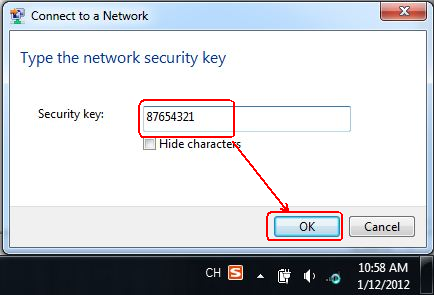 Connect to a Network
Type the network security key
Security key: 87654321
Hide characters
OK Cancel
CH S 10:58 AM
1/12/2012